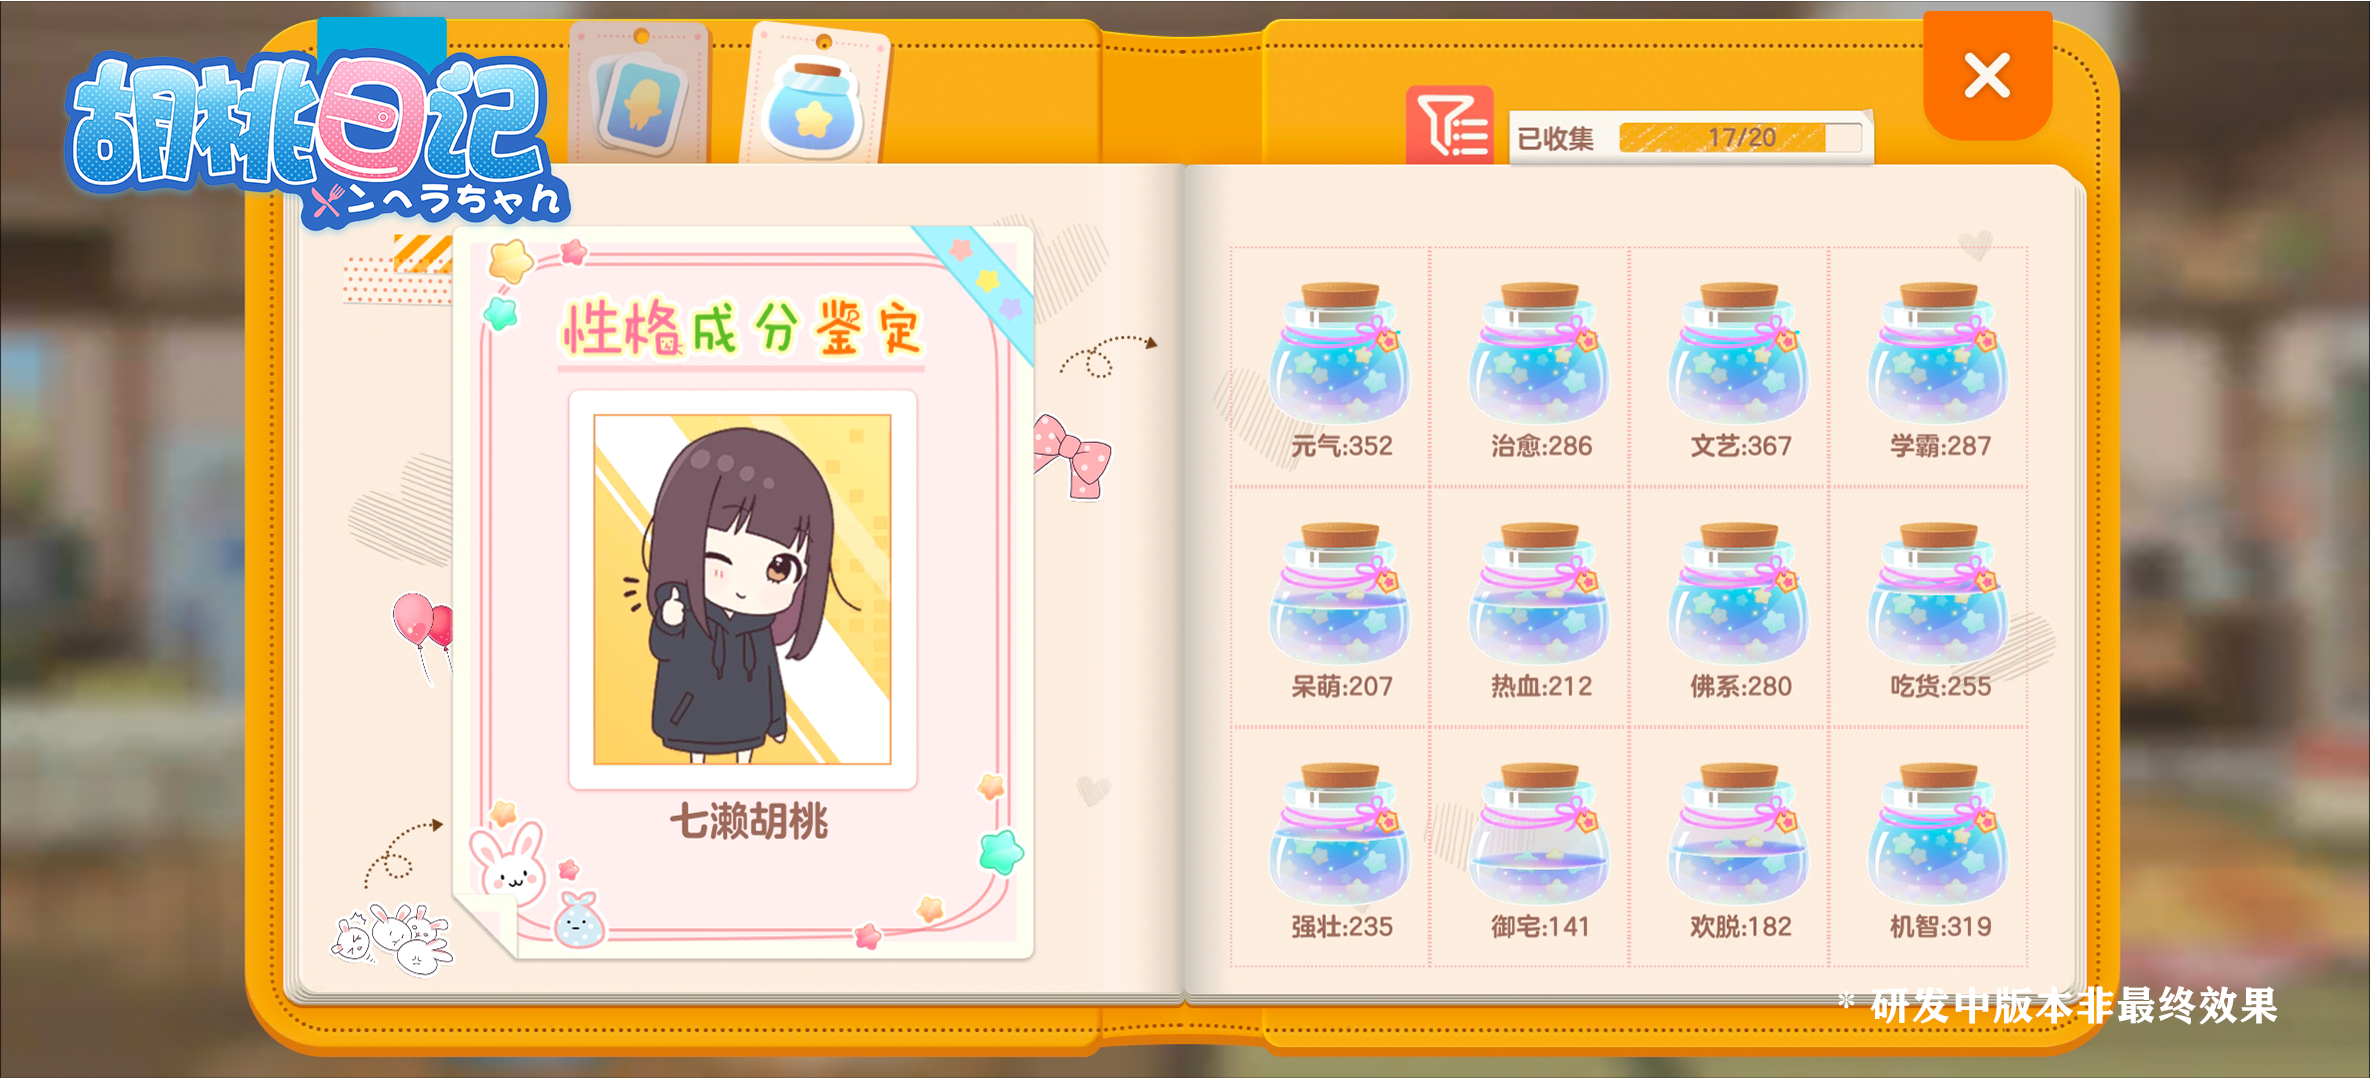 胡桃日记
メンヘラちゃん
已收集 17/20
性格成分鉴定
七濑胡桃
元气:352 治愈:286 文艺:367 学霸:287
呆萌:207 热血:212 佛系:280 吃货:255
强壮:235 御宅:141 欢脱:182 机智:319
* 研发中版本非最终效果